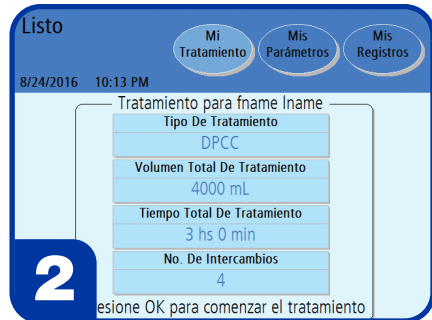 Listo
Mi
Tratamiento
Mis
Parámetros
Mis
Registros
8/24/2016 10:13 PM
Tratamiento para fname lname
Tipo De Tratamiento
DPCC
Volumen Total De Tratamiento
4000 mL
Tiempo Total De Tratamiento
3 hs 0 min
No. De Intercambios
4
2
esione OK para comenzar el tratamiento